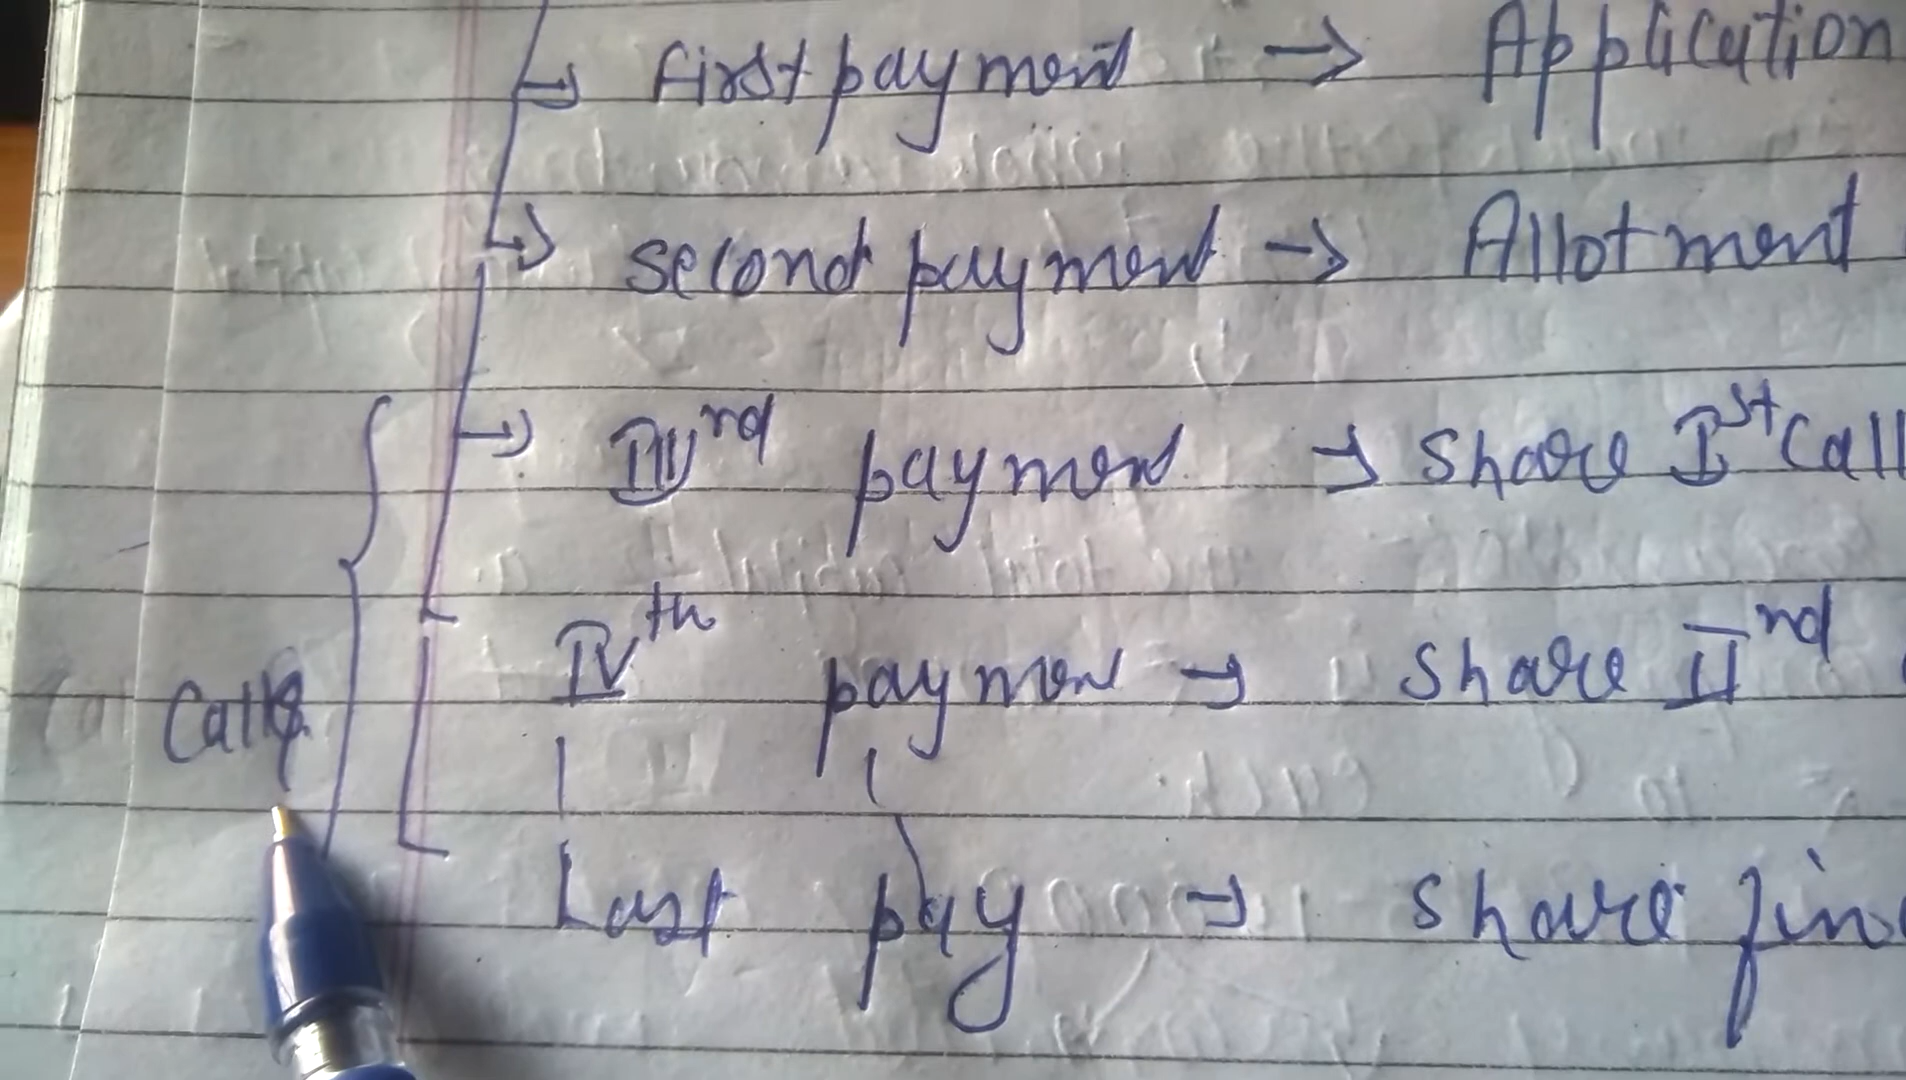 First payment → Application
Second payment → Allotment
IIIrd payment → Share Ist Call
IVth payment → Share IInd
Calls
Last pay → Share fin